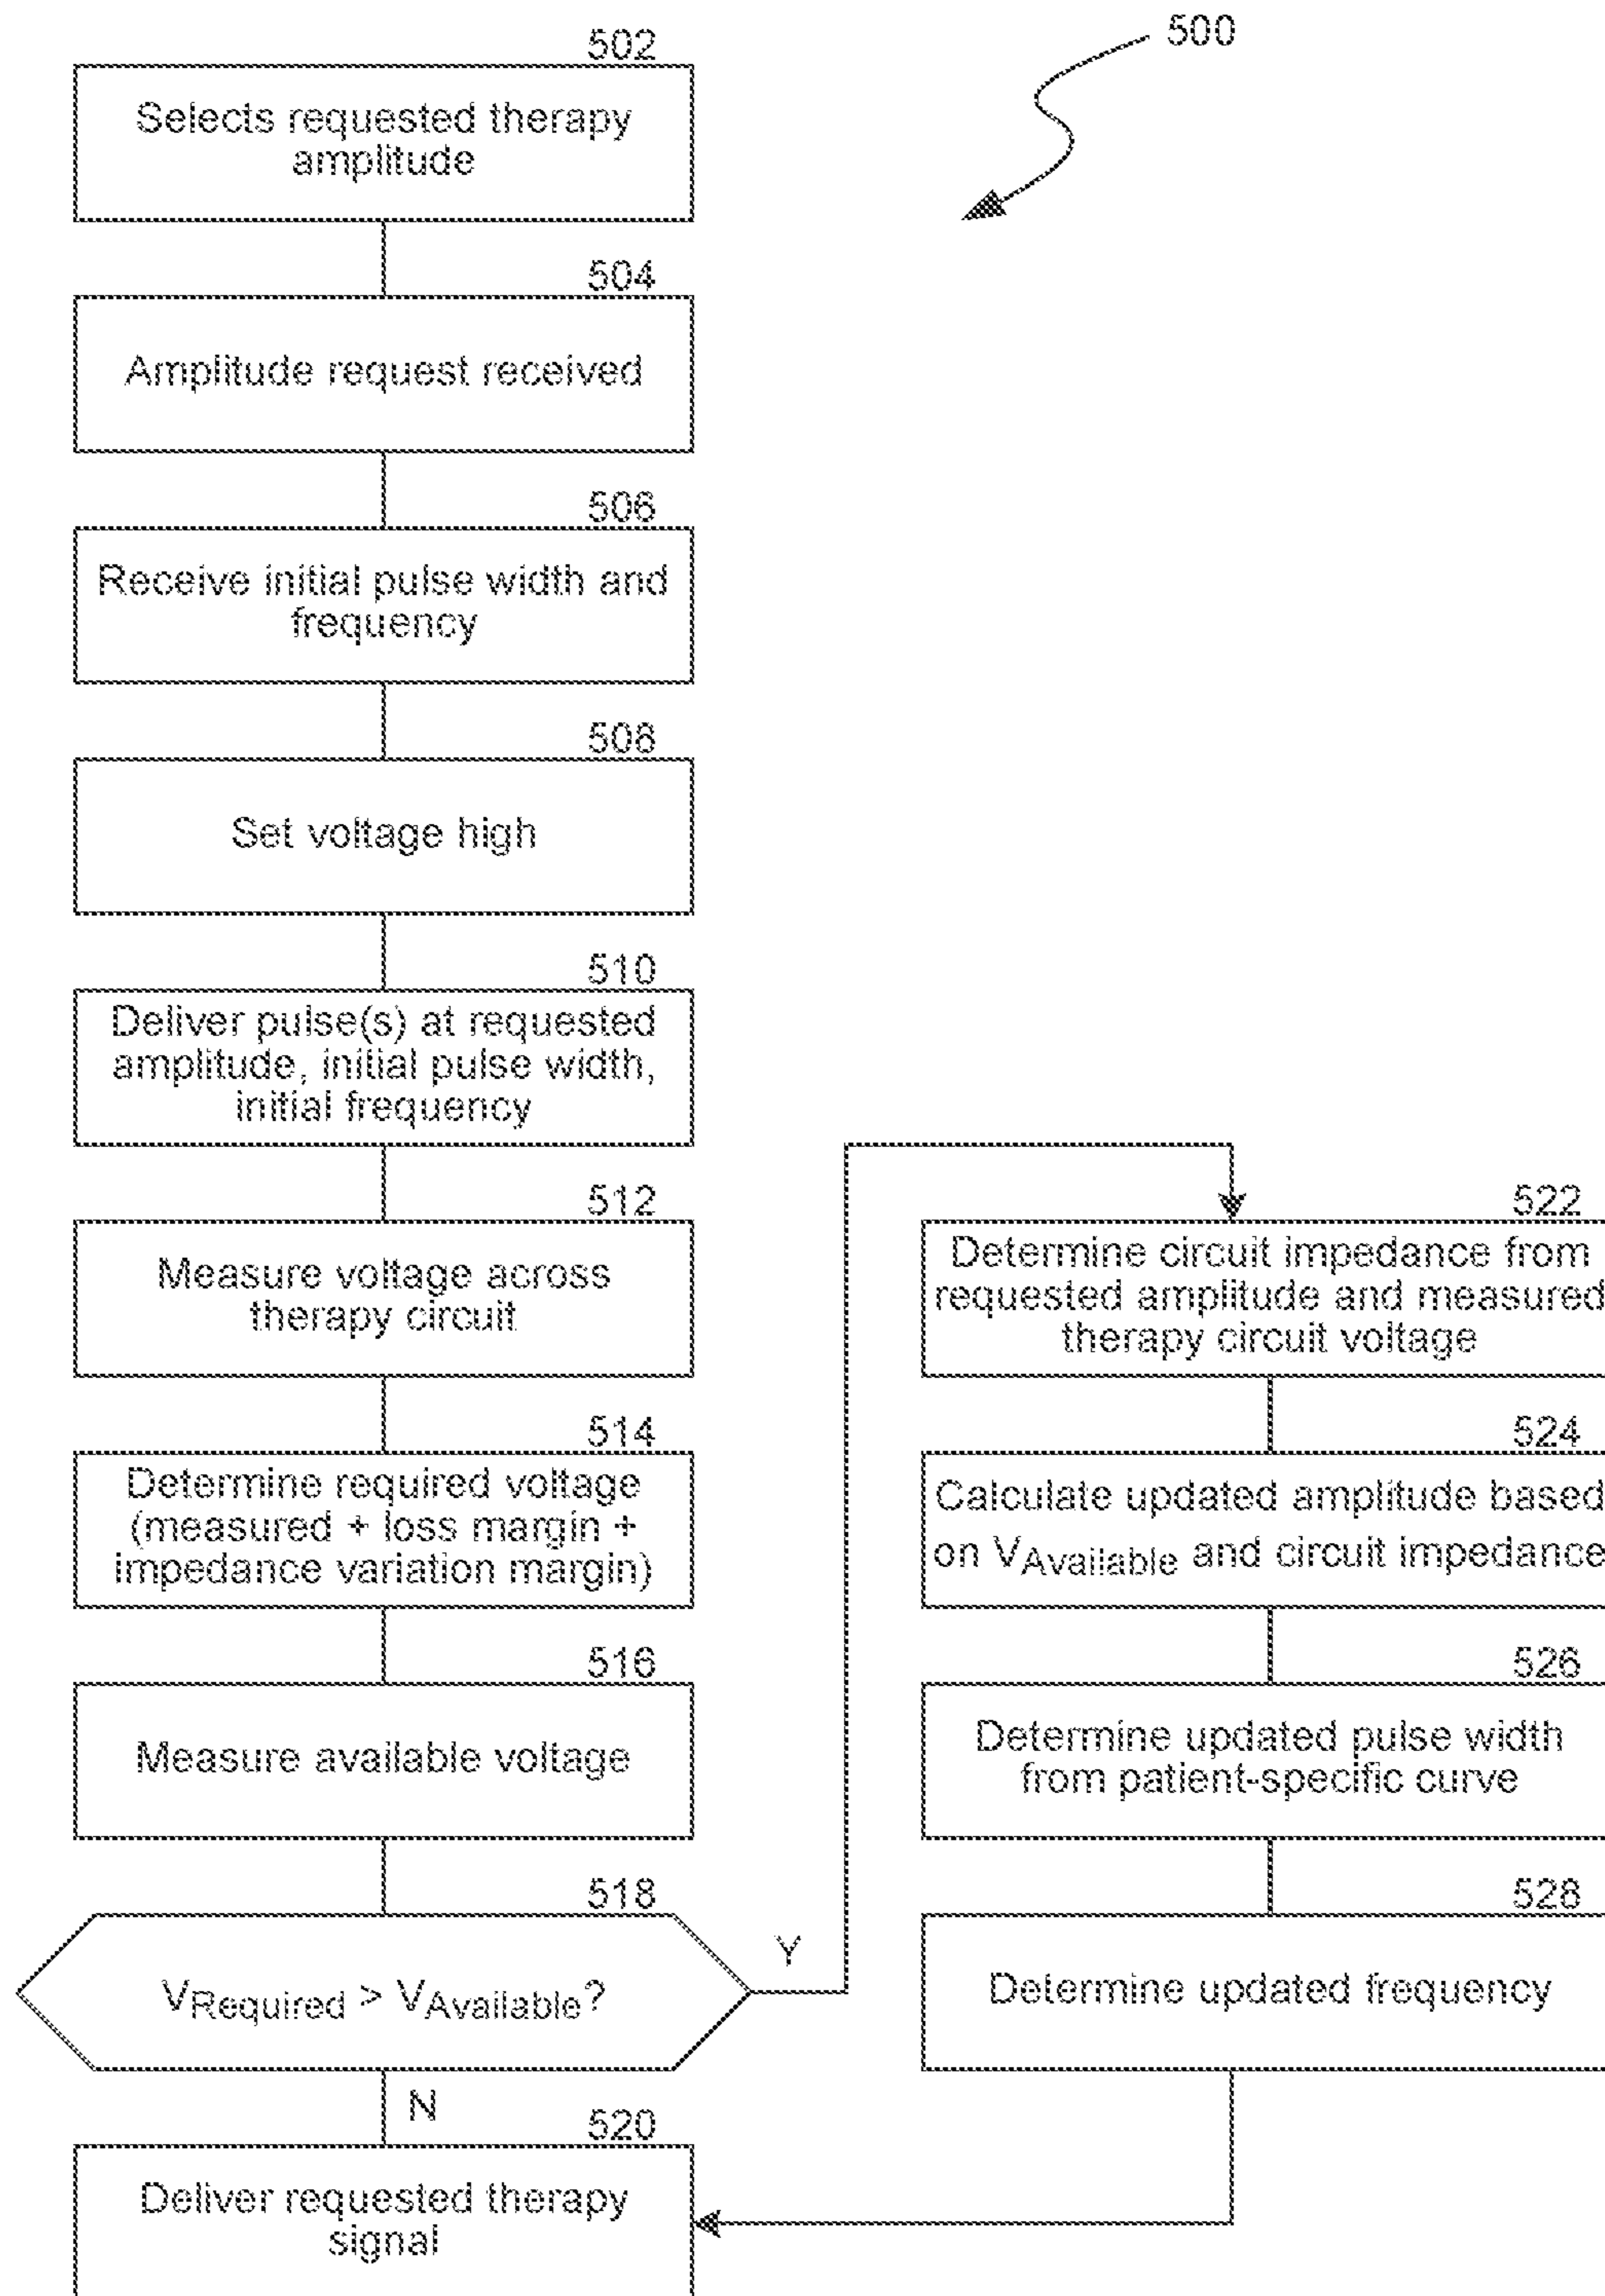 500
502
Selects requested therapy
amplitude
504
Amplitude request received
506
Receive initial pulse width and
frequency
508
Set voltage high
510
Deliver pulse(s) at requested
amplitude, initial pulse width,
initial frequency
512
Measure voltage across
therapy circuit
514
Determine required voltage
(measured + loss margin +
impedance variation margin)
516
Measure available voltage
518
VRequired > VAvailable?
Y
N
520
Deliver requested therapy
signal
522
Determine circuit impedance from
requested amplitude and measured
therapy circuit voltage
524
Calculate updated amplitude based
on VAvailable and circuit impedance
526
Determine updated pulse width
from patient-specific curve
528
Determine updated frequency